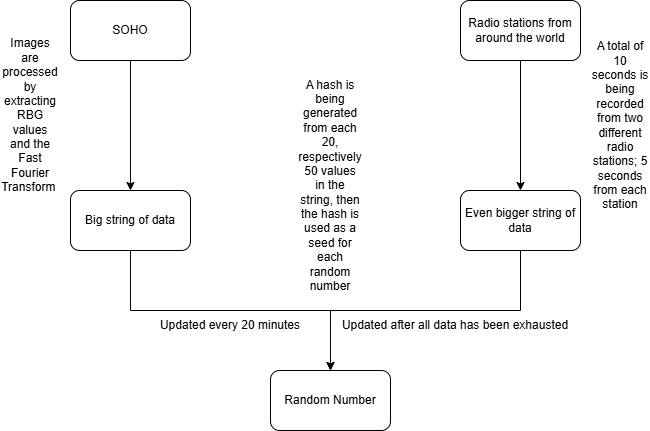 SOHO
Radio stations from
around the world
Images
are
processed
by
extracting
RBG
values
and the
Fast
Fourier
Transform
A hash is
being
generated
from each
20,
respectively
50 values
in the
string, then
the hash is
used as a
seed for
each
random
number
A total of
10
seconds is
being
recorded
from two
different
radio
stations; 5
seconds
from each
station
Big string of data
Even bigger string of
data
Updated every 20 minutes
Updated after all data has been exhausted
Random Number